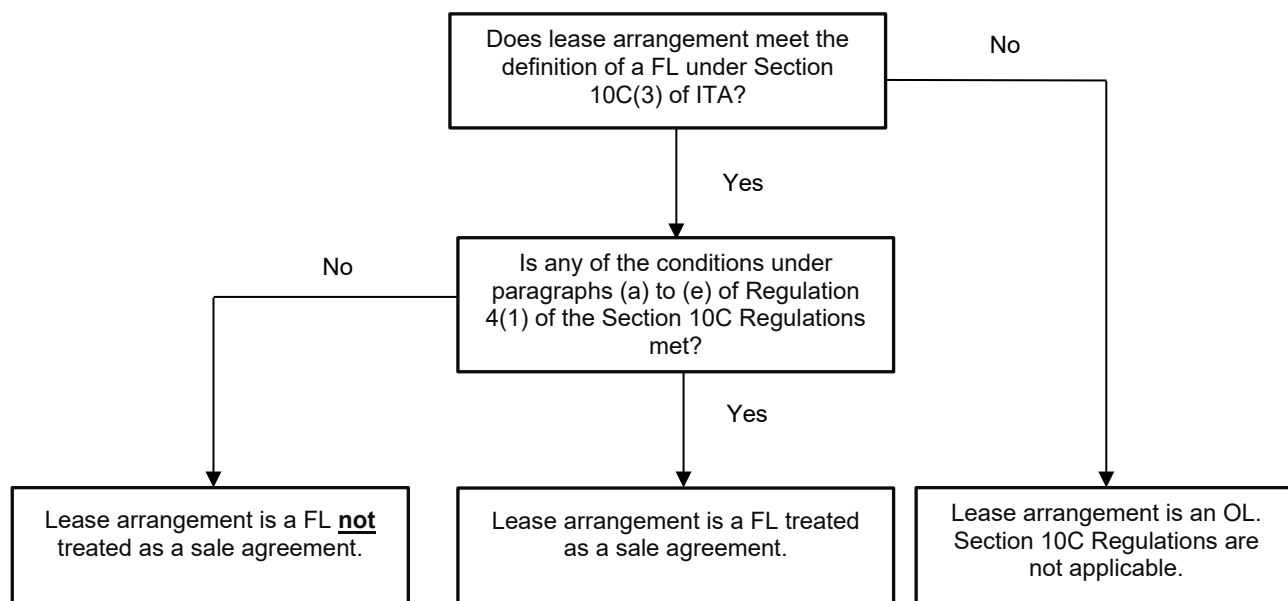 Does lease arrangement meet the
definition of a FL under Section
10C(3) of ITA?
No
Yes
No
Is any of the conditions under
paragraphs (a) to (e) of Regulation
4(1) of the Section 10C Regulations
met?
Yes
Lease arrangement is a FL not
treated as a sale agreement.
Lease arrangement is a FL treated
as a sale agreement.
Lease arrangement is an OL.
Section 10C Regulations are
not applicable.